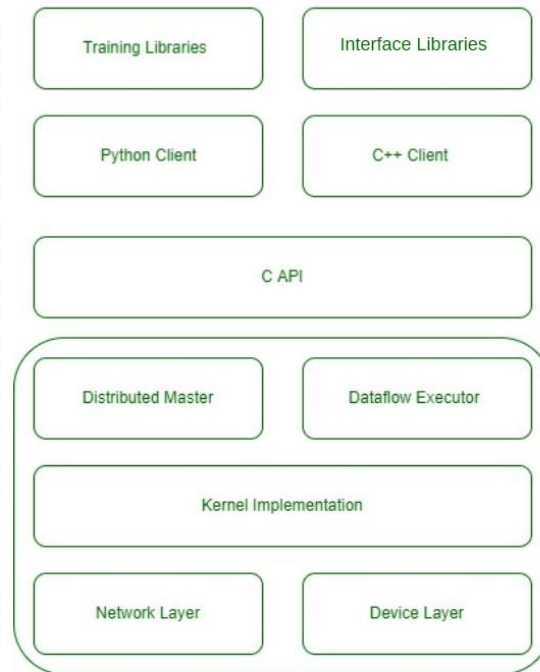 Training Libraries
Interface Libraries
Python Client
C++ Client
C API
Distributed Master
Dataflow Executor
Kernel Implementation
Network Layer
Device Layer